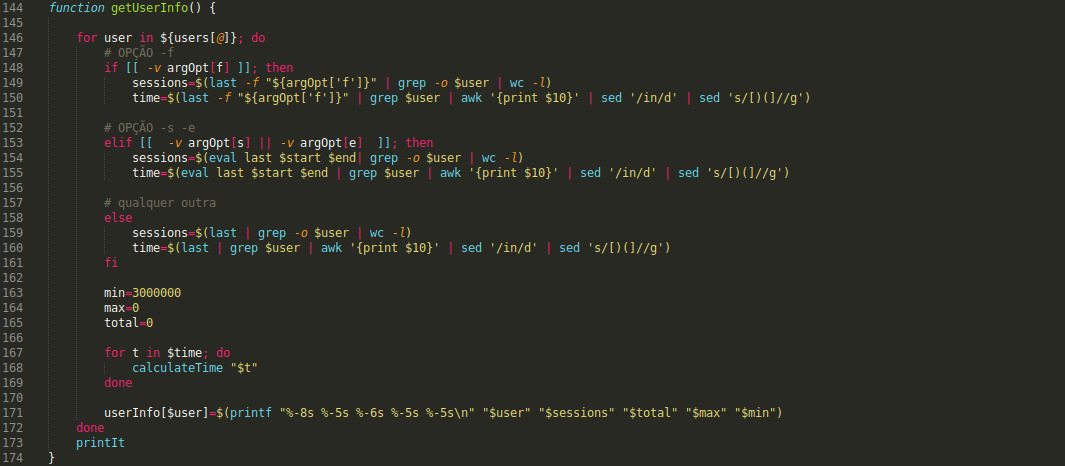 144 function getUserInfo() {
145
146 for user in ${users[@]}; do
147 # OPÇÃO -f
148 if [[ -v argOpt[f] ]]; then
149 sessions=$(last -f "${argOpt['f']}" | grep -o $user | wc -l)
150 time=$(last -f "${argOpt['f']}" | grep $user | awk '{print $10}' | sed '/in/d' | sed 's/[)(]//g')
151
152 # OPÇÃO -s -e
153 elif [[ -v argOpt[s] || -v argOpt[e] ]]; then
154 sessions=$(eval last $start $end| grep -o $user | wc -l)
155 time=$(eval last $start $end | grep $user | awk '{print $10}' | sed '/in/d' | sed 's/[)(]//g')
156
157 # qualquer outra
158 else
159 sessions=$(last | grep -o $user | wc -l)
160 time=$(last | grep $user | awk '{print $10}' | sed '/in/d' | sed 's/[)(]//g')
161 fi
162
163 min=3000000
164 max=0
165 total=0
166
167 for t in $time; do
168 calculateTime "$t"
169 done
170
171 userInfo[$user]=$(printf "%-8s %-5s %-6s %-5s %-5s\n" "$user" "$sessions" "$total" "$max" "$min")
172 done
173 printIt
174 }